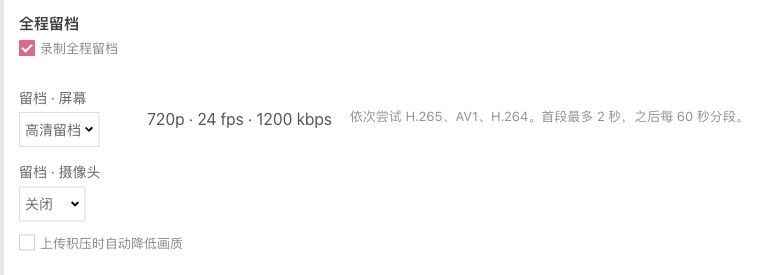 全程留档
录制全程留档
留档 · 屏幕
高清留档
720p · 24 fps · 1200 kbps
依次尝试 H.265、AV1、H.264。首段最多 2 秒，之后每 60 秒分段。
留档 · 摄像头
关闭
上传积压时自动降低画质